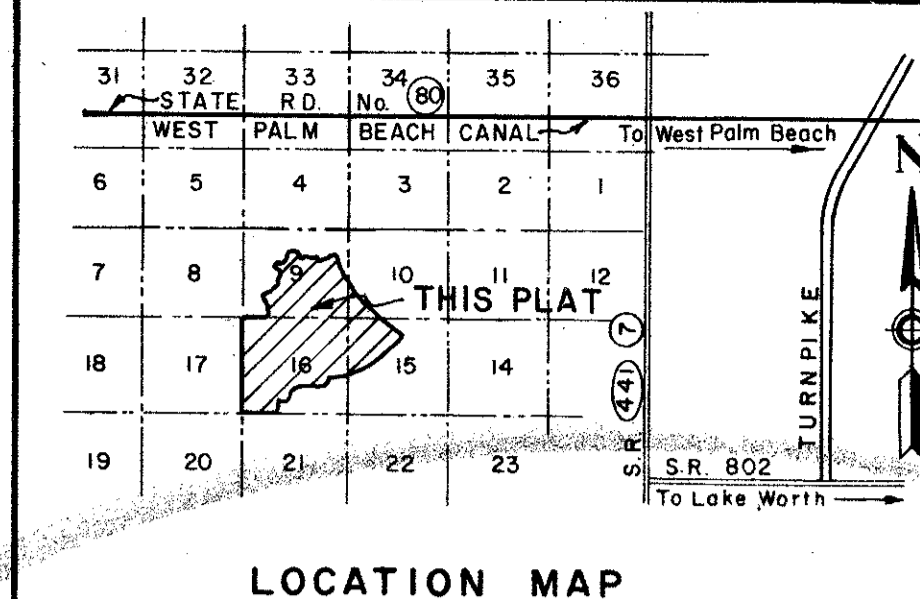 31 32 33 34 35 36
STATE RD. No. 80
WEST PALM BEACH CANAL To West Palm Beach
N
6 5 4 3 2 1
7 8 9 10 11 12
THIS PLAT
18 17 16 15 14
S.R. 441 7
TURNPIKE
19 20 21 22 23
S.R. 802
To Lake Worth
LOCATION MAP